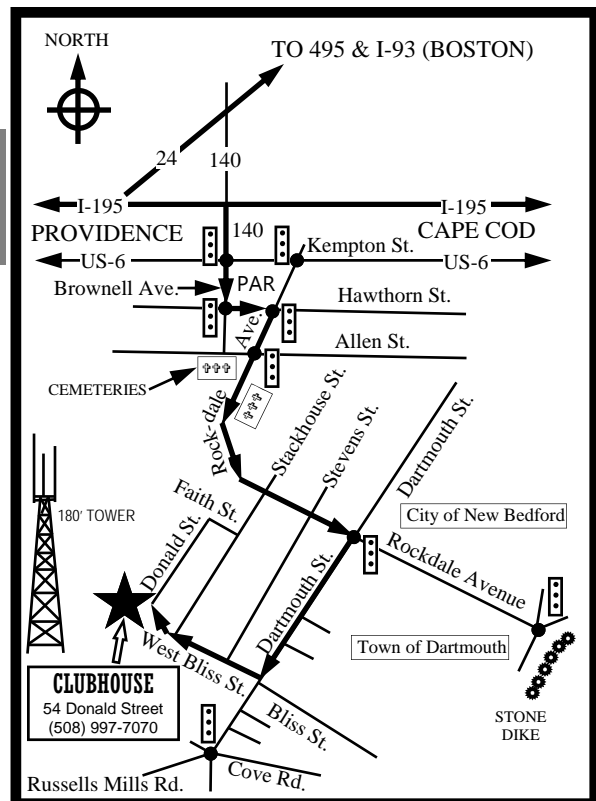 NORTH
TO 495 & I-93 (BOSTON)
24
140
I-195
I-195
PROVIDENCE
140
CAPE COD
Kempton St.
US-6
US-6
Brownell Ave.
PAR
Hawthorn St.
Ave.
Allen St.
CEMETERIES
Rock-dale
Stackhouse St.
Stevens St.
Dartmouth St.
Faith St.
180' TOWER
City of New Bedford
Donald St.
Rockdale Avenue
Dartmouth St.
Town of Dartmouth
West Bliss St.
CLUBHOUSE
54 Donald Street
(508) 997-7070
Bliss St.
STONE
DIKE
Cove Rd.
Russells Mills Rd.